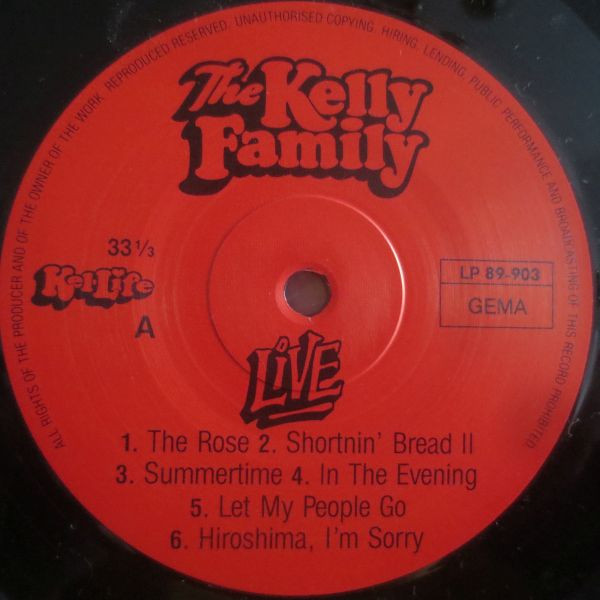 ALL RIGHTS OF THE PRODUCER AND OF THE OWNER OF THE WORK. REPRODUCED RESERVED. UNAUTHORISED COPYING. HIRING. LENDING. PUBLIC PERFORMANCE AND BROADCASTING OF THIS RECORD PROHIBITED.
The Kelly
Family
33 1/3
KelLife
A
LP 89-903
GEMA
LiVE
1. The Rose 2. Shortnin' Bread II
3. Summertime 4. In The Evening
5. Let My People Go
6. Hiroshima, I'm Sorry